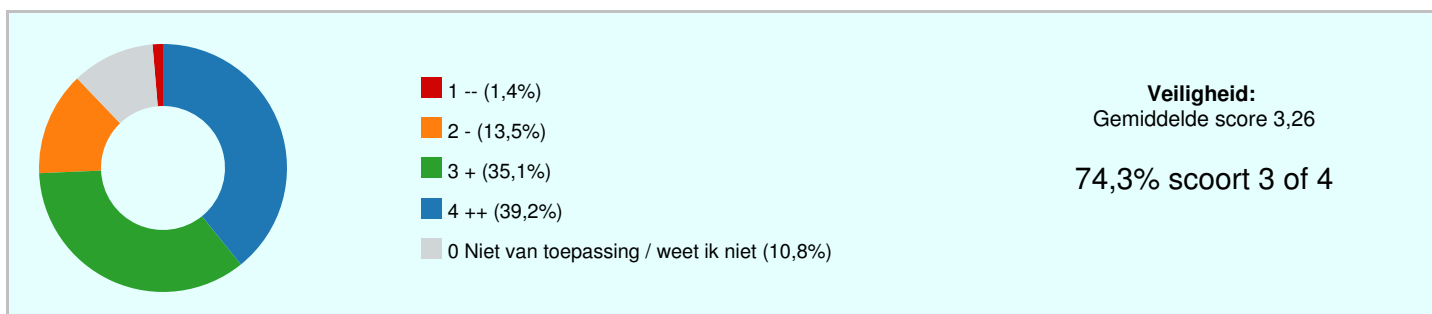 1 -- (1,4%)
2 - (13,5%)
3 + (35,1%)
4 ++ (39,2%)
0 Niet van toepassing / weet ik niet (10,8%)
Veiligheid:
Gemiddelde score 3,26
74,3% scoort 3 of 4